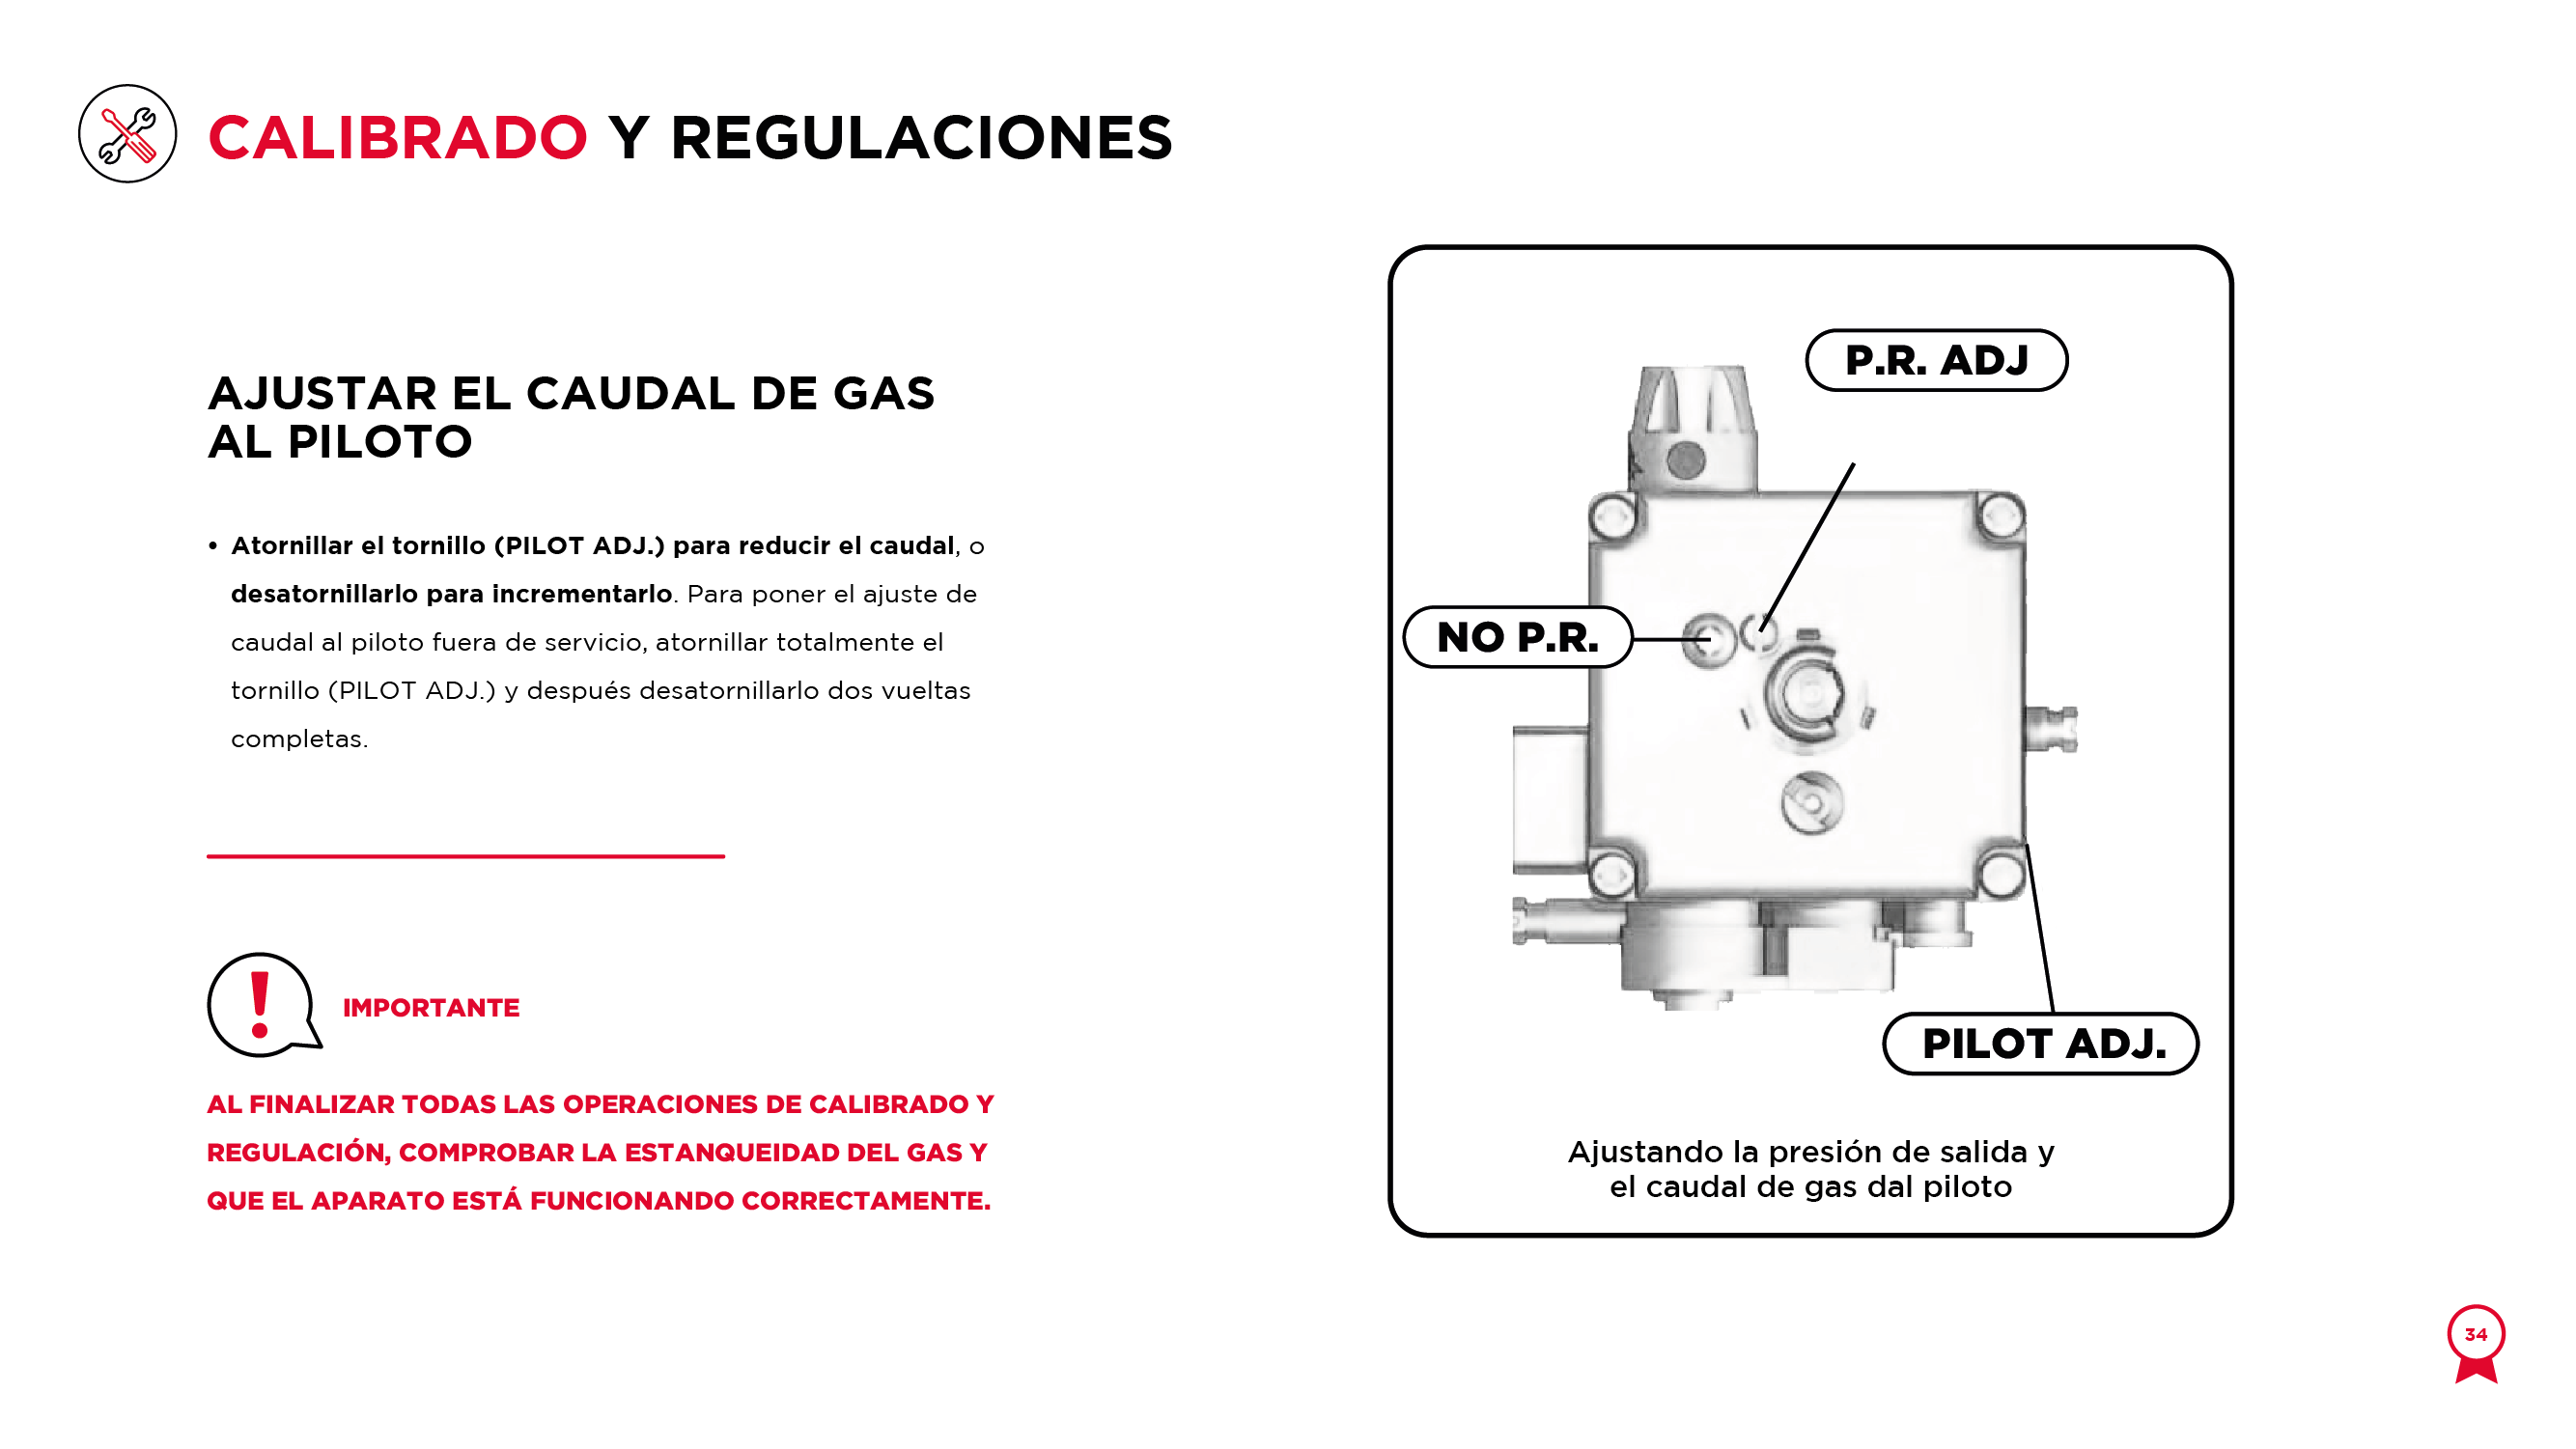 CALIBRADO Y REGULACIONES
AJUSTAR EL CAUDAL DE GAS
AL PILOTO
• Atornillar el tornillo (PILOT ADJ.) para reducir el caudal, o
desatornillarlo para incrementarlo. Para poner el ajuste de
caudal al piloto fuera de servicio, atornillar totalmente el
tornillo (PILOT ADJ.) y después desatornillarlo dos vueltas
completas.
IMPORTANTE
AL FINALIZAR TODAS LAS OPERACIONES DE CALIBRADO Y
REGULACIÓN, COMPROBAR LA ESTANQUEIDAD DEL GAS Y
QUE EL APARATO ESTÁ FUNCIONANDO CORRECTAMENTE.
P.R. ADJ
NO P.R.
PILOT ADJ.
Ajustando la presión de salida y
el caudal de gas dal piloto
34